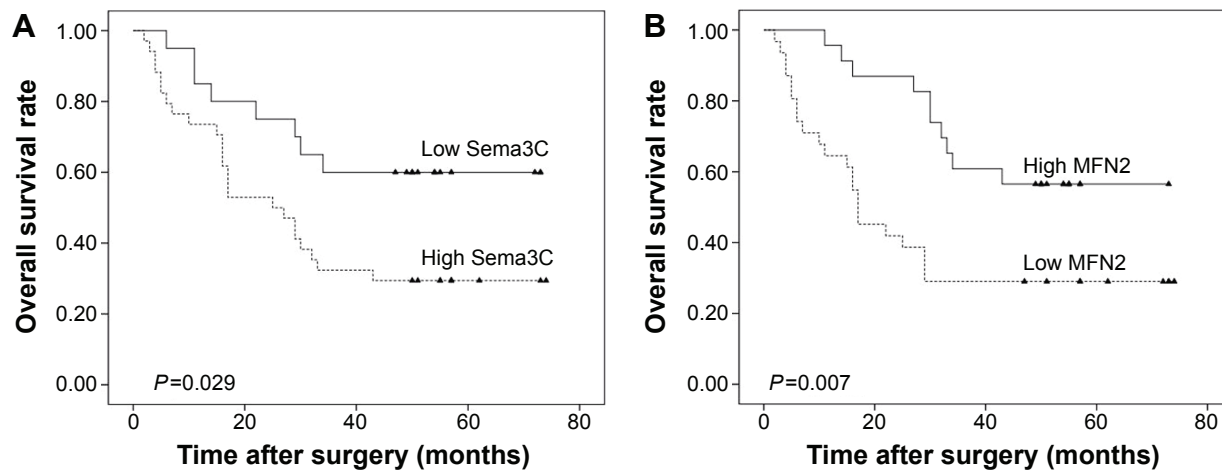 A
Overall survival rate
1.00
0.80
0.60
0.40
0.20
0.00
Low Sema3C
High Sema3C
P=0.029
0
20
40
60
80
Time after surgery (months)
B
Overall survival rate
1.00
0.80
0.60
0.40
0.20
0.00
High MFN2
Low MFN2
P=0.007
0
20
40
60
80
Time after surgery (months)